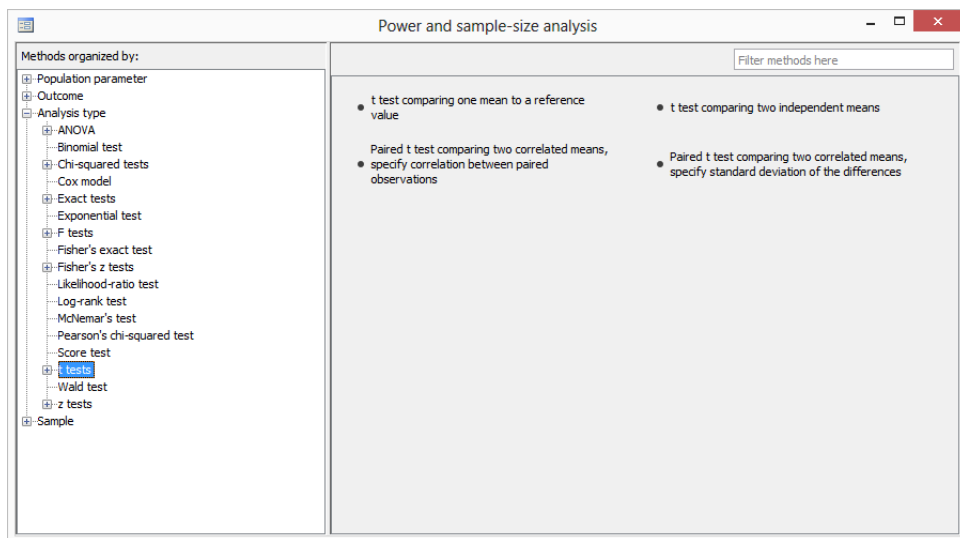 Power and sample-size analysis
Methods organized by:
Filter methods here
Population parameter
Outcome
Analysis type
ANOVA
Binomial test
Chi-squared tests
Cox model
Exact tests
Exponential test
F tests
Fisher's exact test
Fisher's z tests
Likelihood-ratio test
Log-rank test
McNemar's test
Pearson's chi-squared test
Score test
t tests
Wald test
z tests
Sample
t test comparing one mean to a reference
value
t test comparing two independent means
Paired t test comparing two correlated means,
specify correlation between paired
observations
Paired t test comparing two correlated means,
specify standard deviation of the differences